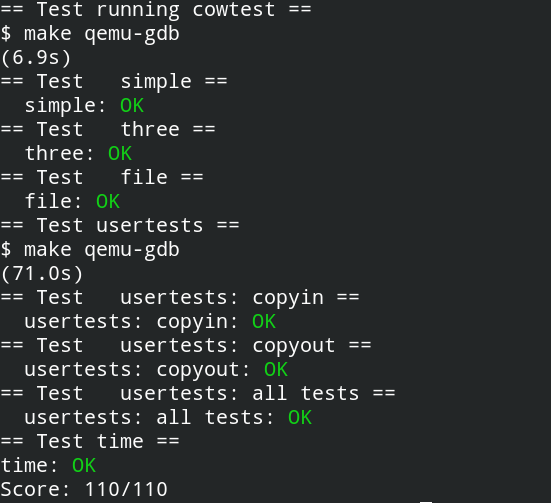 == Test running cowtest ==
$ make qemu-gdb
(6.9s)
== Test   simple ==
  simple: OK
== Test   three ==
  three: OK
== Test   file ==
  file: OK
== Test usertests ==
$ make qemu-gdb
(71.0s)
== Test   usertests: copyin ==
  usertests: copyin: OK
== Test   usertests: copyout ==
  usertests: copyout: OK
== Test   usertests: all tests ==
  usertests: all tests: OK
== Test time ==
time: OK
Score: 110/110